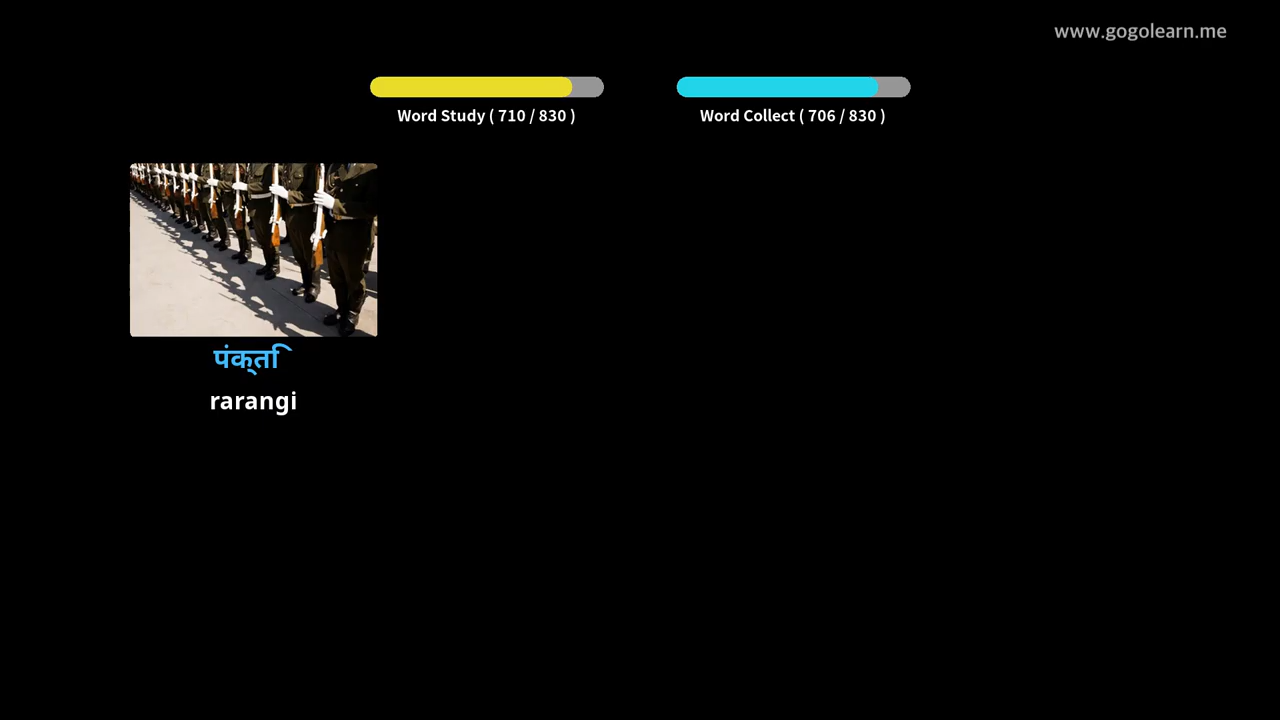 www.gogolearn.me
Word Study ( 710 / 830 )
Word Collect ( 706 / 830 )
पंक्ति
rarangi